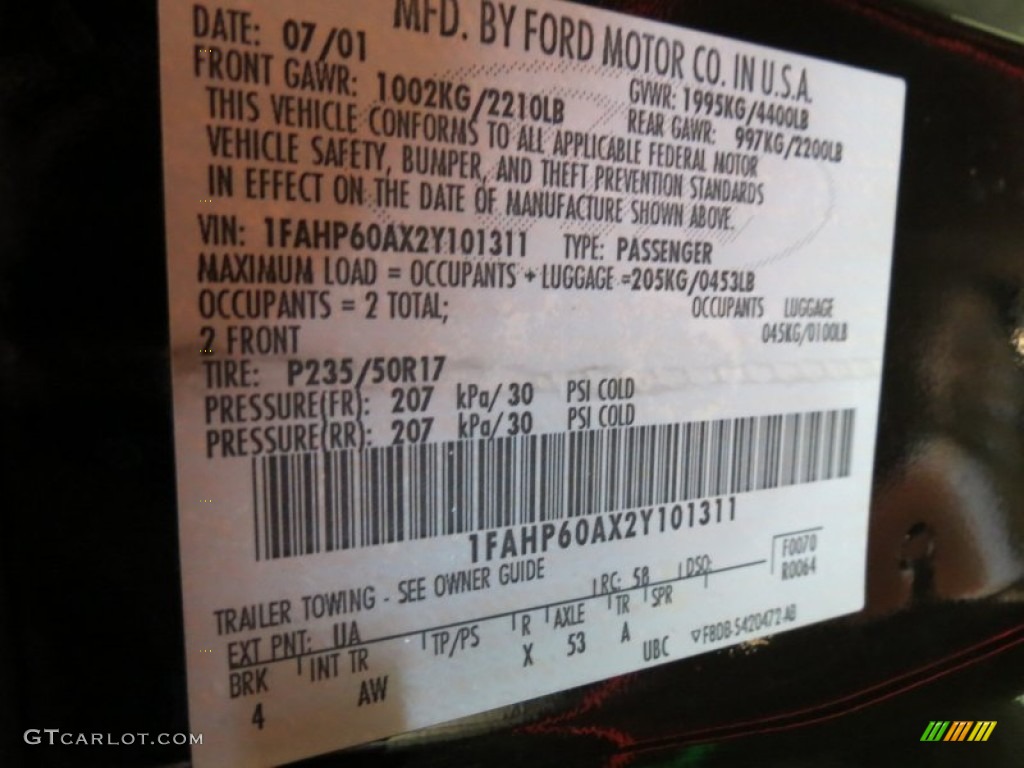 DATE: 07/01 MFD. BY FORD MOTOR CO. IN U.S.A.
FRONT GAWR: 1002KG/2210LB GVWR: 1995KG/4400LB
REAR GAWR: 997KG/2200LB
THIS VEHICLE CONFORMS TO ALL APPLICABLE FEDERAL MOTOR
VEHICLE SAFETY, BUMPER, AND THEFT PREVENTION STANDARDS
IN EFFECT ON THE DATE OF MANUFACTURE SHOWN ABOVE.
VIN: 1FAHP60AX2Y101311 TYPE: PASSENGER
MAXIMUM LOAD = OCCUPANTS + LUGGAGE =205KG/0453LB
OCCUPANTS = 2 TOTAL; OCCUPANTS LUGGAGE
2 FRONT 045KG/0100LB
TIRE: P235/50R17
PRESSURE(FR): 207 kPa/30 PSI COLD
PRESSURE(RR): 207 kPa/30 PSI COLD
1FAHP60AX2Y101311
TRAILER TOWING - SEE OWNER GUIDE
F0070
R0064
EXT PNT: UA RC: 58 DSO:
BRK INT TR TP/PS R AXLE TR SPR
4 AW X 53 A UBC
F8DB-5420472-AB
GTCARLOT.COM